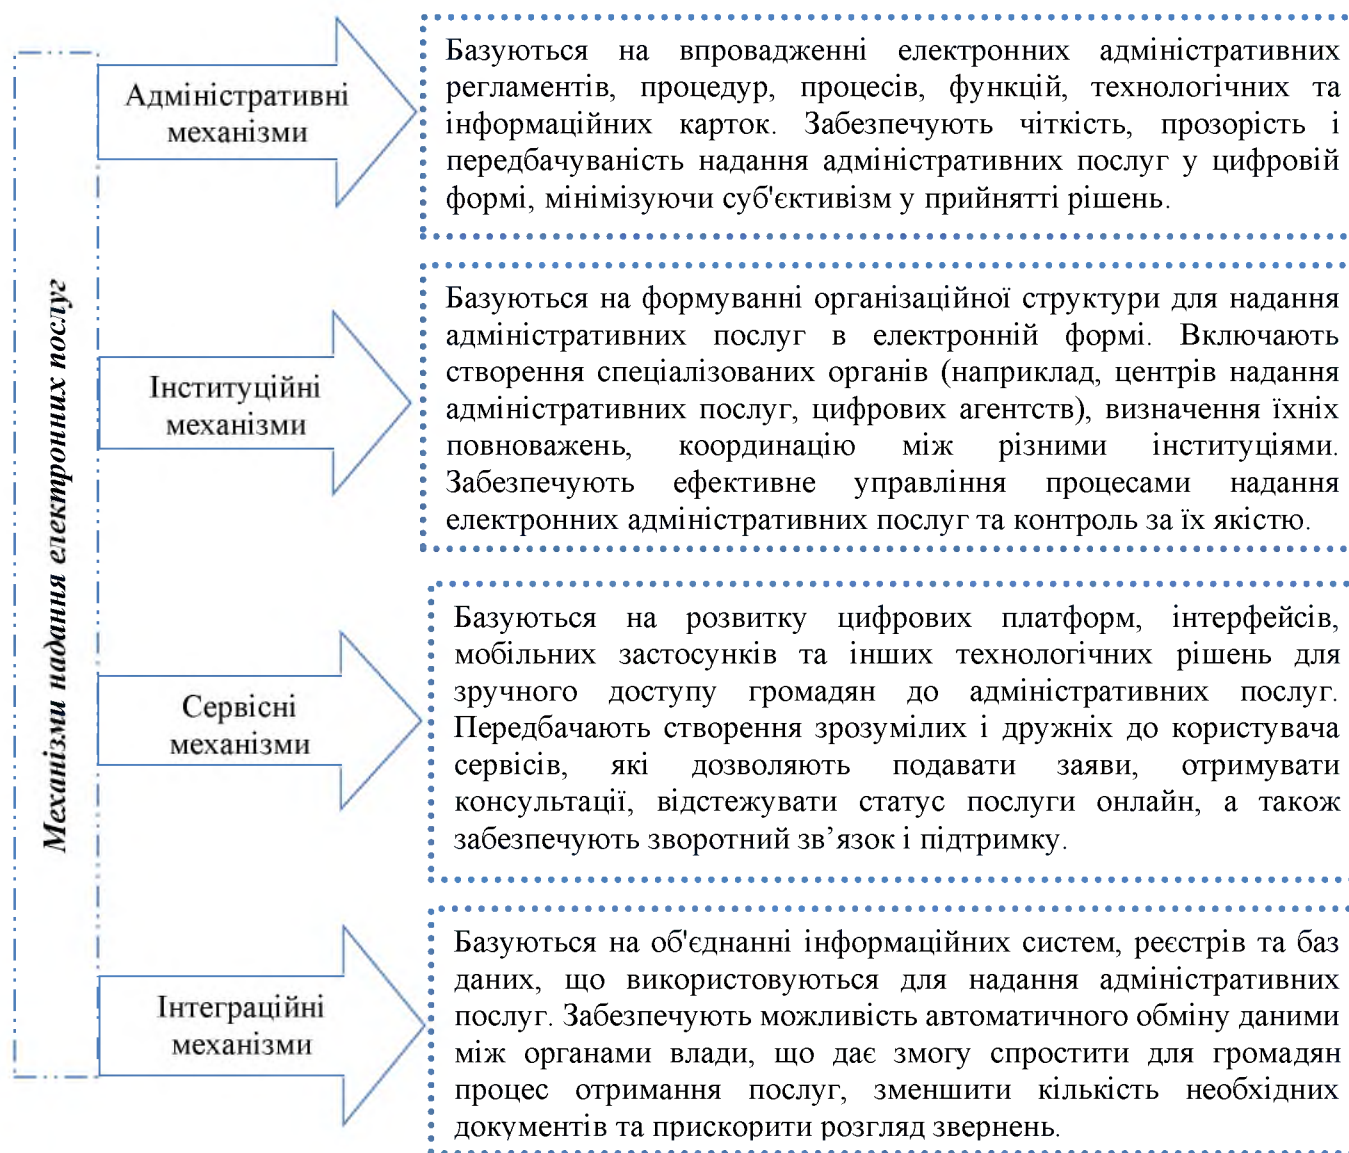 Механізми надання електронних послуг
Адміністративні
механізми
Базуються на впровадженні електронних адміністративних
регламентів, процедур, процесів, функцій, технологічних та
інформаційних карток. Забезпечують чіткість, прозорість і
передбачуваність надання адміністративних послуг у цифровій
формі, мінімізуючи суб'єктивізм у прийнятті рішень.
Інституційні
механізми
Базуються на формуванні організаційної структури для надання
адміністративних послуг в електронній формі. Включають
створення спеціалізованих органів (наприклад, центрів надання
адміністративних послуг, цифрових агентств), визначення їхніх
повноважень, координацію між різними інституціями.
Забезпечують ефективне управління процесами надання
електронних адміністративних послуг та контроль за їх якістю.
Сервісні
механізми
Базуються на розвитку цифрових платформ, інтерфейсів,
мобільних застосунків та інших технологічних рішень для
зручного доступу громадян до адміністративних послуг.
Передбачають створення зрозумілих і дружніх до користувача
сервісів, які дозволяють подавати заяви, отримувати
консультації, відстежувати статус послуги онлайн, а також
забезпечують зворотний зв’язок і підтримку.
Інтеграційні
механізми
Базуються на об'єднанні інформаційних систем, реєстрів та баз
даних, що використовуються для надання адміністративних
послуг. Забезпечують можливість автоматичного обміну даними
між органами влади, що дає змогу спростити для громадян
процес отримання послуг, зменшити кількість необхідних
документів та прискорити розгляд звернень.